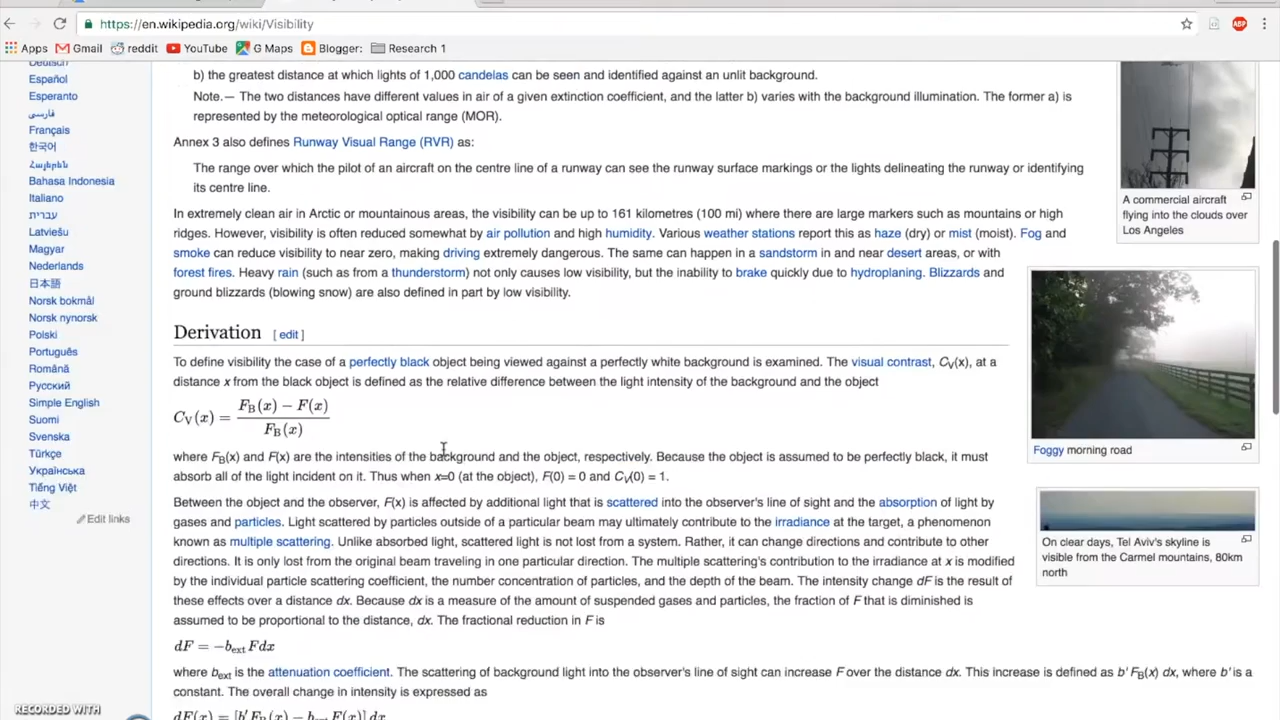 https://en.wikipedia.org/wiki/Visibility
Apps Gmail reddit YouTube G Maps Blogger: Research 1
Deutsch
Español
Esperanto
فارسی
Français
한국어
Հայերեն
Bahasa Indonesia
Italiano
עברית
Latviešu
Magyar
Nederlands
日本語
Norsk bokmål
Norsk nynorsk
Polski
Português
Română
Русский
Simple English
Suomi
Svenska
Türkçe
Українська
Tiếng Việt
中文
Edit links
b) the greatest distance at which lights of 1,000 candelas can be seen and identified against an unlit background.
Note.— The two distances have different values in air of a given extinction coefficient, and the latter b) varies with the background illumination. The former a) is
represented by the meteorological optical range (MOR).
Annex 3 also defines Runway Visual Range (RVR) as:
The range over which the pilot of an aircraft on the centre line of a runway can see the runway surface markings or the lights delineating the runway or identifying
its centre line.
In extremely clean air in Arctic or mountainous areas, the visibility can be up to 161 kilometres (100 mi) where there are large markers such as mountains or high
ridges. However, visibility is often reduced somewhat by air pollution and high humidity. Various weather stations report this as haze (dry) or mist (moist). Fog and
smoke can reduce visibility to near zero, making driving extremely dangerous. The same can happen in a sandstorm in and near desert areas, or with
forest fires. Heavy rain (such as from a thunderstorm) not only causes low visibility, but the inability to brake quickly due to hydroplaning. Blizzards and
ground blizzards (blowing snow) are also defined in part by low visibility.
Derivation [ edit ]
To define visibility the case of a perfectly black object being viewed against a perfectly white background is examined. The visual contrast, CV(x), at a
distance x from the black object is defined as the relative difference between the light intensity of the background and the object
CV(x) = (FB(x) − F(x)) / FB(x)
where FB(x) and F(x) are the intensities of the background and the object, respectively. Because the object is assumed to be perfectly black, it must
absorb all of the light incident on it. Thus when x=0 (at the object), F(0) = 0 and CV(0) = 1.
Between the object and the observer, F(x) is affected by additional light that is scattered into the observer's line of sight and the absorption of light by
gases and particles. Light scattered by particles outside of a particular beam may ultimately contribute to the irradiance at the target, a phenomenon
known as multiple scattering. Unlike absorbed light, scattered light is not lost from a system. Rather, it can change directions and contribute to other
directions. It is only lost from the original beam traveling in one particular direction. The multiple scattering's contribution to the irradiance at x is modified
by the individual particle scattering coefficient, the number concentration of particles, and the depth of the beam. The intensity change dF is the result of
these effects over a distance dx. Because dx is a measure of the amount of suspended gases and particles, the fraction of F that is diminished is
assumed to be proportional to the distance, dx. The fractional reduction in F is
dF = −bext Fdx
where bext is the attenuation coefficient. The scattering of background light into the observer's line of sight can increase F over the distance dx. This increase is defined as b' FB(x) dx, where b' is a
constant. The overall change in intensity is expressed as
dF(x) = [b′FB(x) − bext F(x)] dx
A commercial aircraft
flying into the clouds over
Los Angeles
Foggy morning road
On clear days, Tel Aviv's skyline is
visible from the Carmel mountains, 80km
north
RECORDED WITH